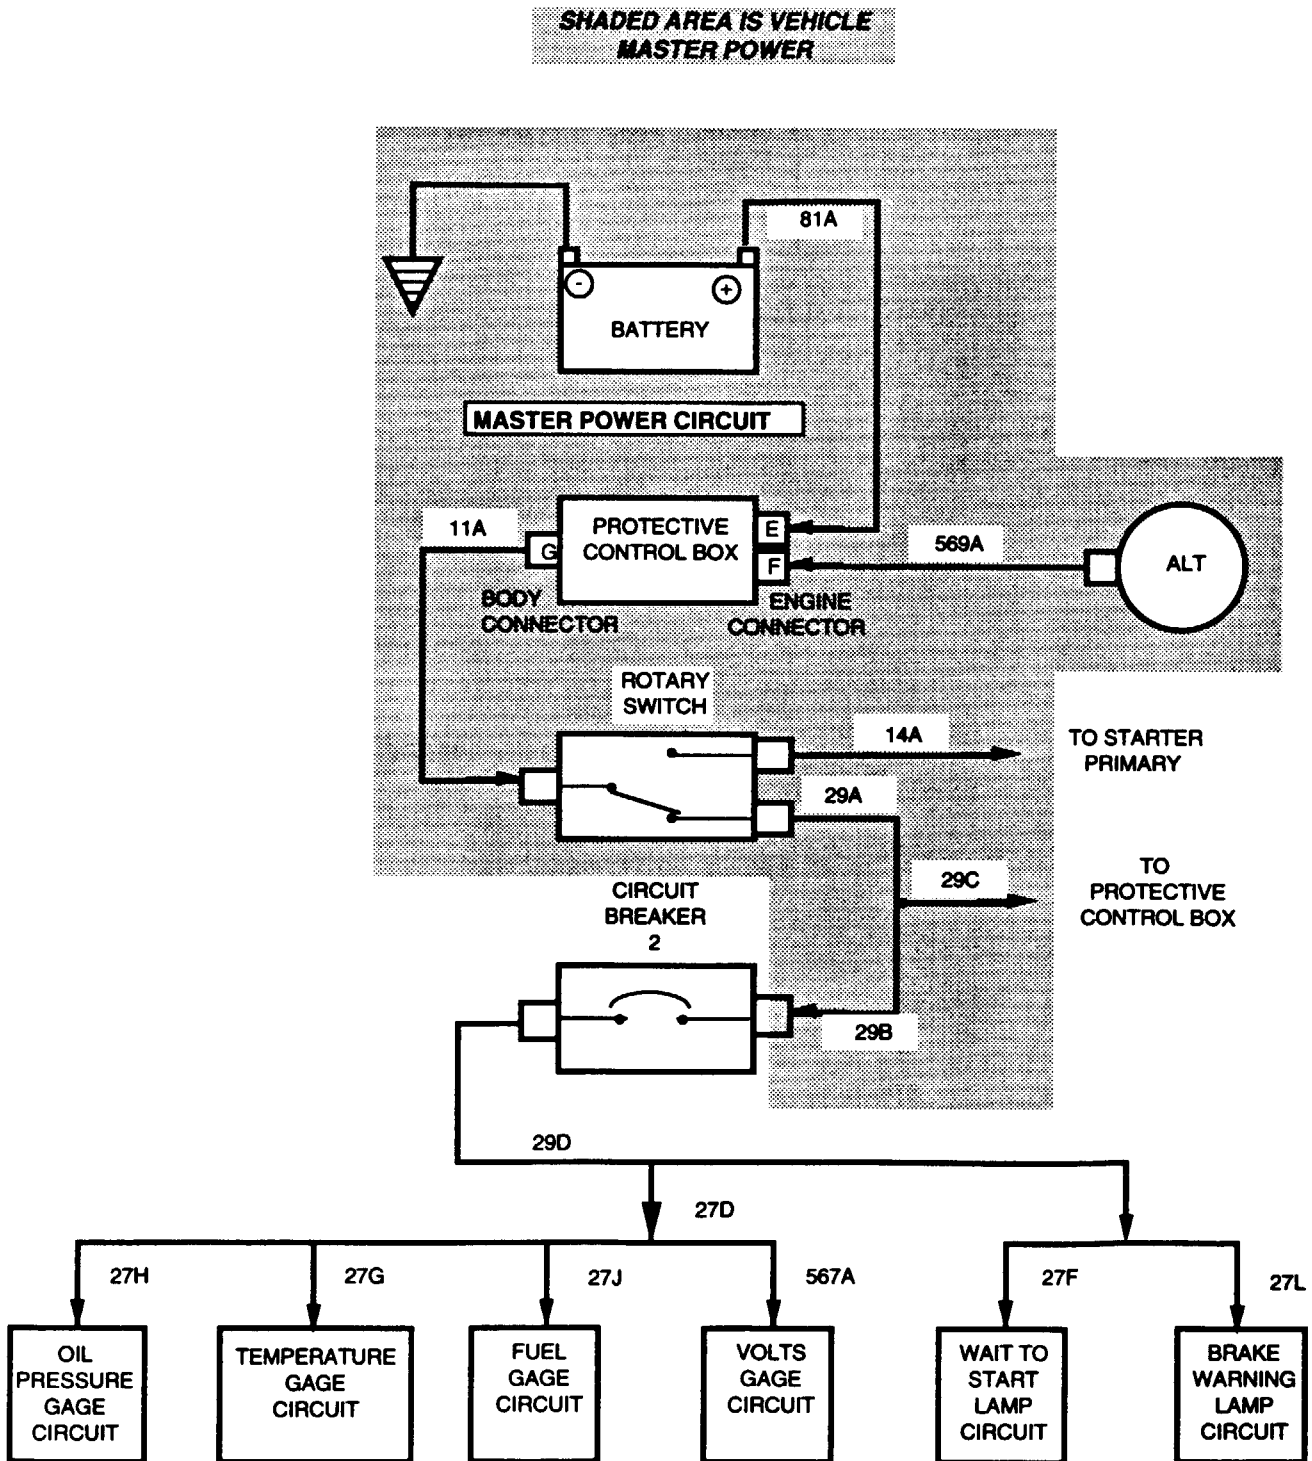 SHADED AREA IS VEHICLE
MASTER POWER
81A
-
+
BATTERY
MASTER POWER CIRCUIT
11A
G
PROTECTIVE
CONTROL BOX
E
F
569A
ALT
BODY
CONNECTOR
ENGINE
CONNECTOR
ROTARY
SWITCH
14A
TO STARTER
PRIMARY
29A
29C
TO
PROTECTIVE
CONTROL BOX
CIRCUIT
BREAKER
2
29B
29D
27D
27H
27G
27J
567A
27F
27L
OIL
PRESSURE
GAGE
CIRCUIT
TEMPERATURE
GAGE
CIRCUIT
FUEL
GAGE
CIRCUIT
VOLTS
GAGE
CIRCUIT
WAIT TO
START
LAMP
CIRCUIT
BRAKE
WARNING
LAMP
CIRCUIT